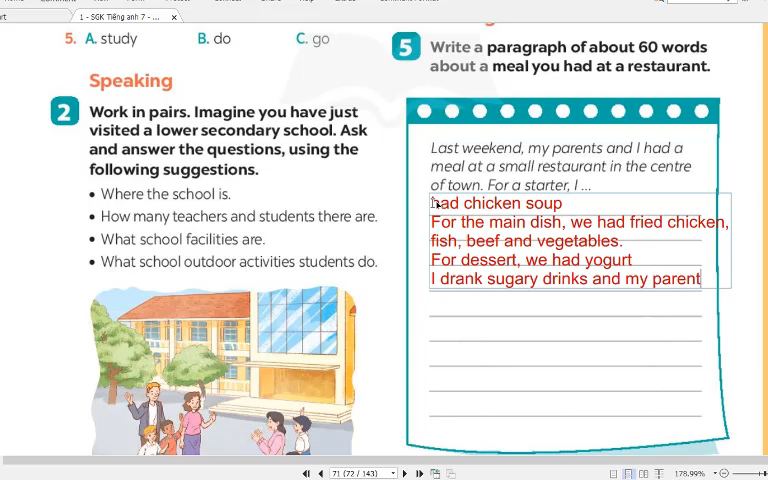 1 - SGK Tiếng anh 7 - ... ×
5. A. study B. do C. go
Speaking
2 Work in pairs. Imagine you have just
visited a lower secondary school. Ask
and answer the questions, using the
following suggestions.
• Where the school is.
• How many teachers and students there are.
• What school facilities are.
• What school outdoor activities students do.
5 Write a paragraph of about 60 words
about a meal you had at a restaurant.
Last weekend, my parents and I had a
meal at a small restaurant in the centre
of town. For a starter, I ...
had chicken soup
For the main dish, we had fried chicken,
fish, beef and vegetables.
For dessert, we had yogurt
I drank sugary drinks and my parent
71 (72 / 143)
178.99%